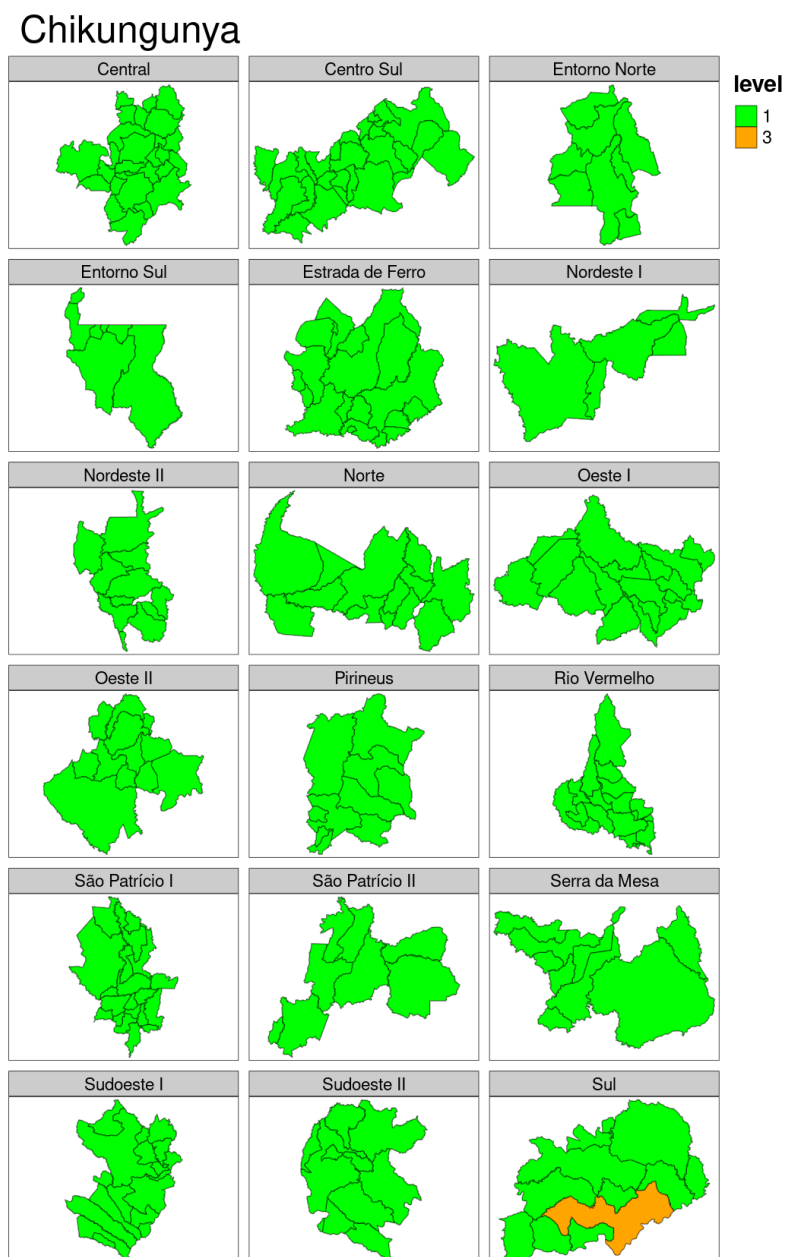 Chikungunya
Central
Centro Sul
Entorno Norte
level
1
3
Entorno Sul
Estrada de Ferro
Nordeste I
Nordeste II
Norte
Oeste I
Oeste II
Pirineus
Rio Vermelho
São Patrício I
São Patrício II
Serra da Mesa
Sudoeste I
Sudoeste II
Sul